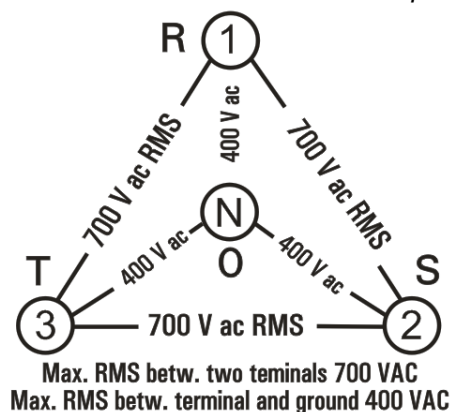 R 1
400 V ac
700 V ac RMS
700 V ac RMS
N
O
400 V ac
400 V ac
T
S
3
700 V ac RMS
2
Max. RMS betw. two teminals 700 VAC
Max. RMS betw. terminal and ground 400 VAC